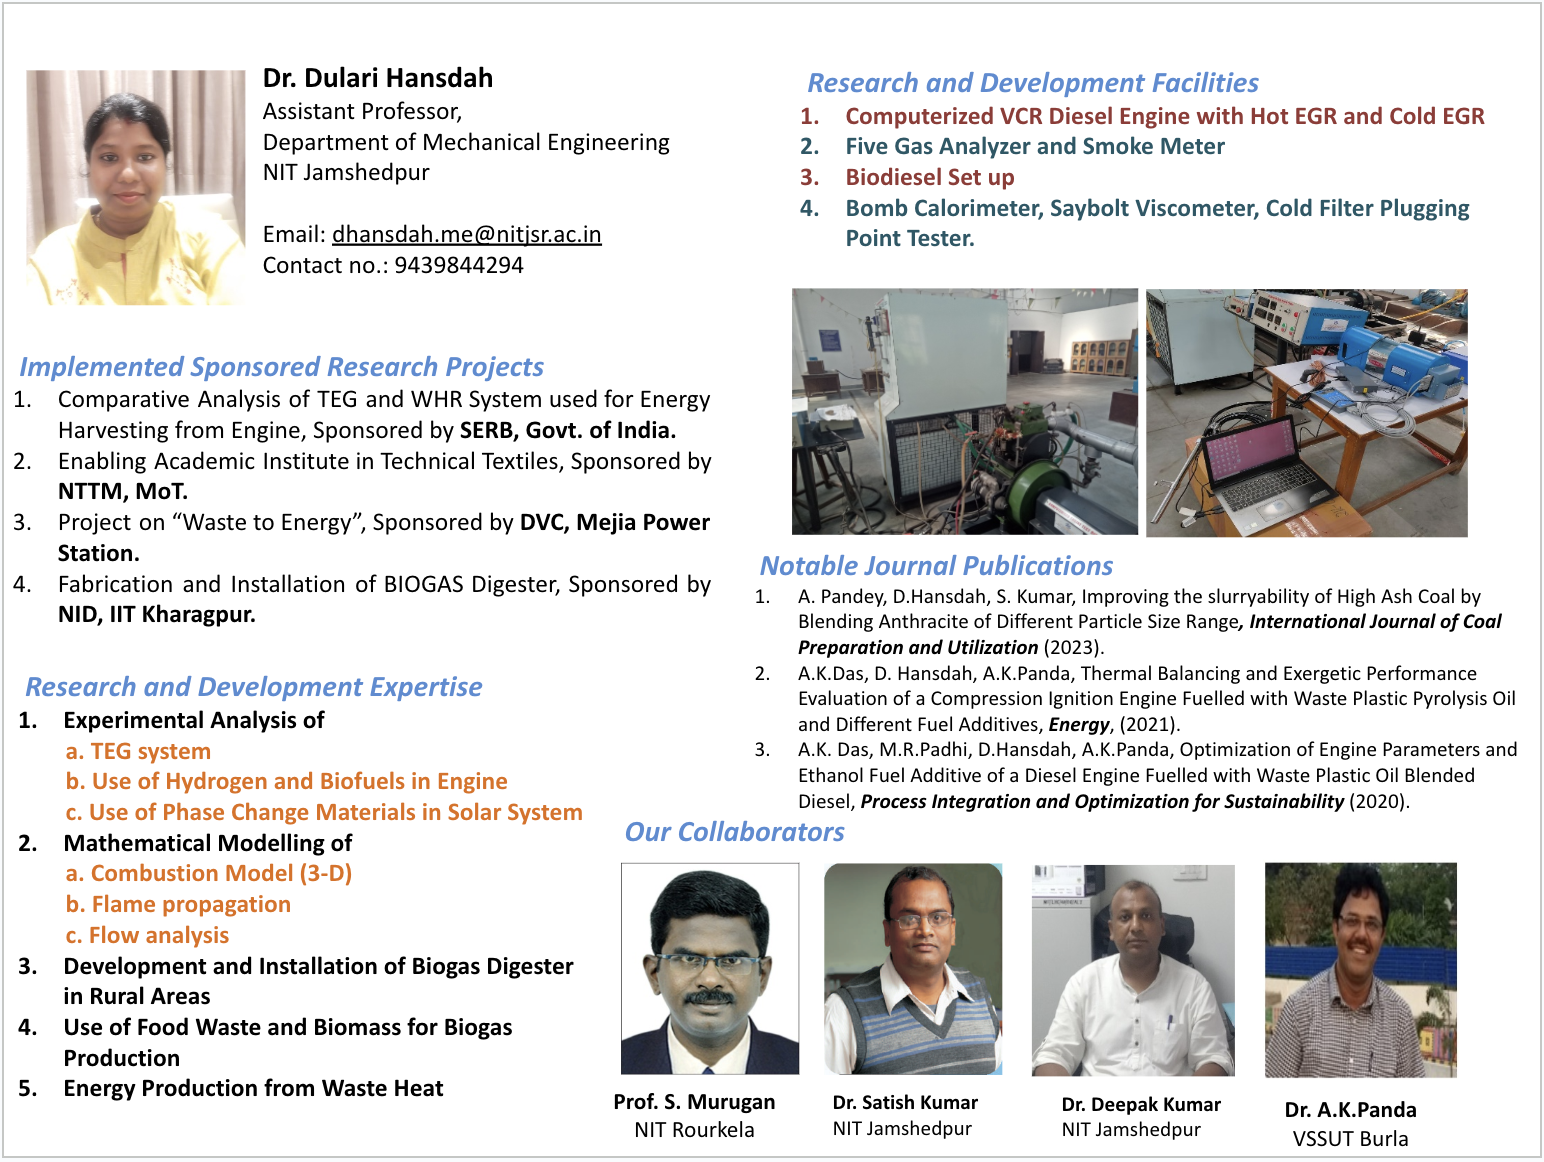 Dr. Dulari Hansdah
Assistant Professor,
Department of Mechanical Engineering
NIT Jamshedpur
Email: dhansdah.me@nitjsr.ac.in
Contact no.: 9439844294
Implemented Sponsored Research Projects
1. Comparative Analysis of TEG and WHR System used for Energy
Harvesting from Engine, Sponsored by SERB, Govt. of India.
2. Enabling Academic Institute in Technical Textiles, Sponsored by
NTTM, MoT.
3. Project on “Waste to Energy”, Sponsored by DVC, Mejia Power
Station.
4. Fabrication and Installation of BIOGAS Digester, Sponsored by
NID, IIT Kharagpur.
Research and Development Expertise
1. Experimental Analysis of
a. TEG system
b. Use of Hydrogen and Biofuels in Engine
c. Use of Phase Change Materials in Solar System
2. Mathematical Modelling of
a. Combustion Model (3-D)
b. Flame propagation
c. Flow analysis
3. Development and Installation of Biogas Digester
in Rural Areas
4. Use of Food Waste and Biomass for Biogas
Production
5. Energy Production from Waste Heat
Research and Development Facilities
1. Computerized VCR Diesel Engine with Hot EGR and Cold EGR
2. Five Gas Analyzer and Smoke Meter
3. Biodiesel Set up
4. Bomb Calorimeter, Saybolt Viscometer, Cold Filter Plugging
Point Tester.
Notable Journal Publications
1. A. Pandey, D.Hansdah, S. Kumar, Improving the slurryability of High Ash Coal by
Blending Anthracite of Different Particle Size Range, International Journal of Coal
Preparation and Utilization (2023).
2. A.K.Das, D. Hansdah, A.K.Panda, Thermal Balancing and Exergetic Performance
Evaluation of a Compression Ignition Engine Fuelled with Waste Plastic Pyrolysis Oil
and Different Fuel Additives, Energy, (2021).
3. A.K. Das, M.R.Padhi, D.Hansdah, A.K.Panda, Optimization of Engine Parameters and
Ethanol Fuel Additive of a Diesel Engine Fuelled with Waste Plastic Oil Blended
Diesel, Process Integration and Optimization for Sustainability (2020).
Our Collaborators
Prof. S. Murugan
NIT Rourkela
Dr. Satish Kumar
NIT Jamshedpur
Dr. Deepak Kumar
NIT Jamshedpur
Dr. A.K.Panda
VSSUT Burla